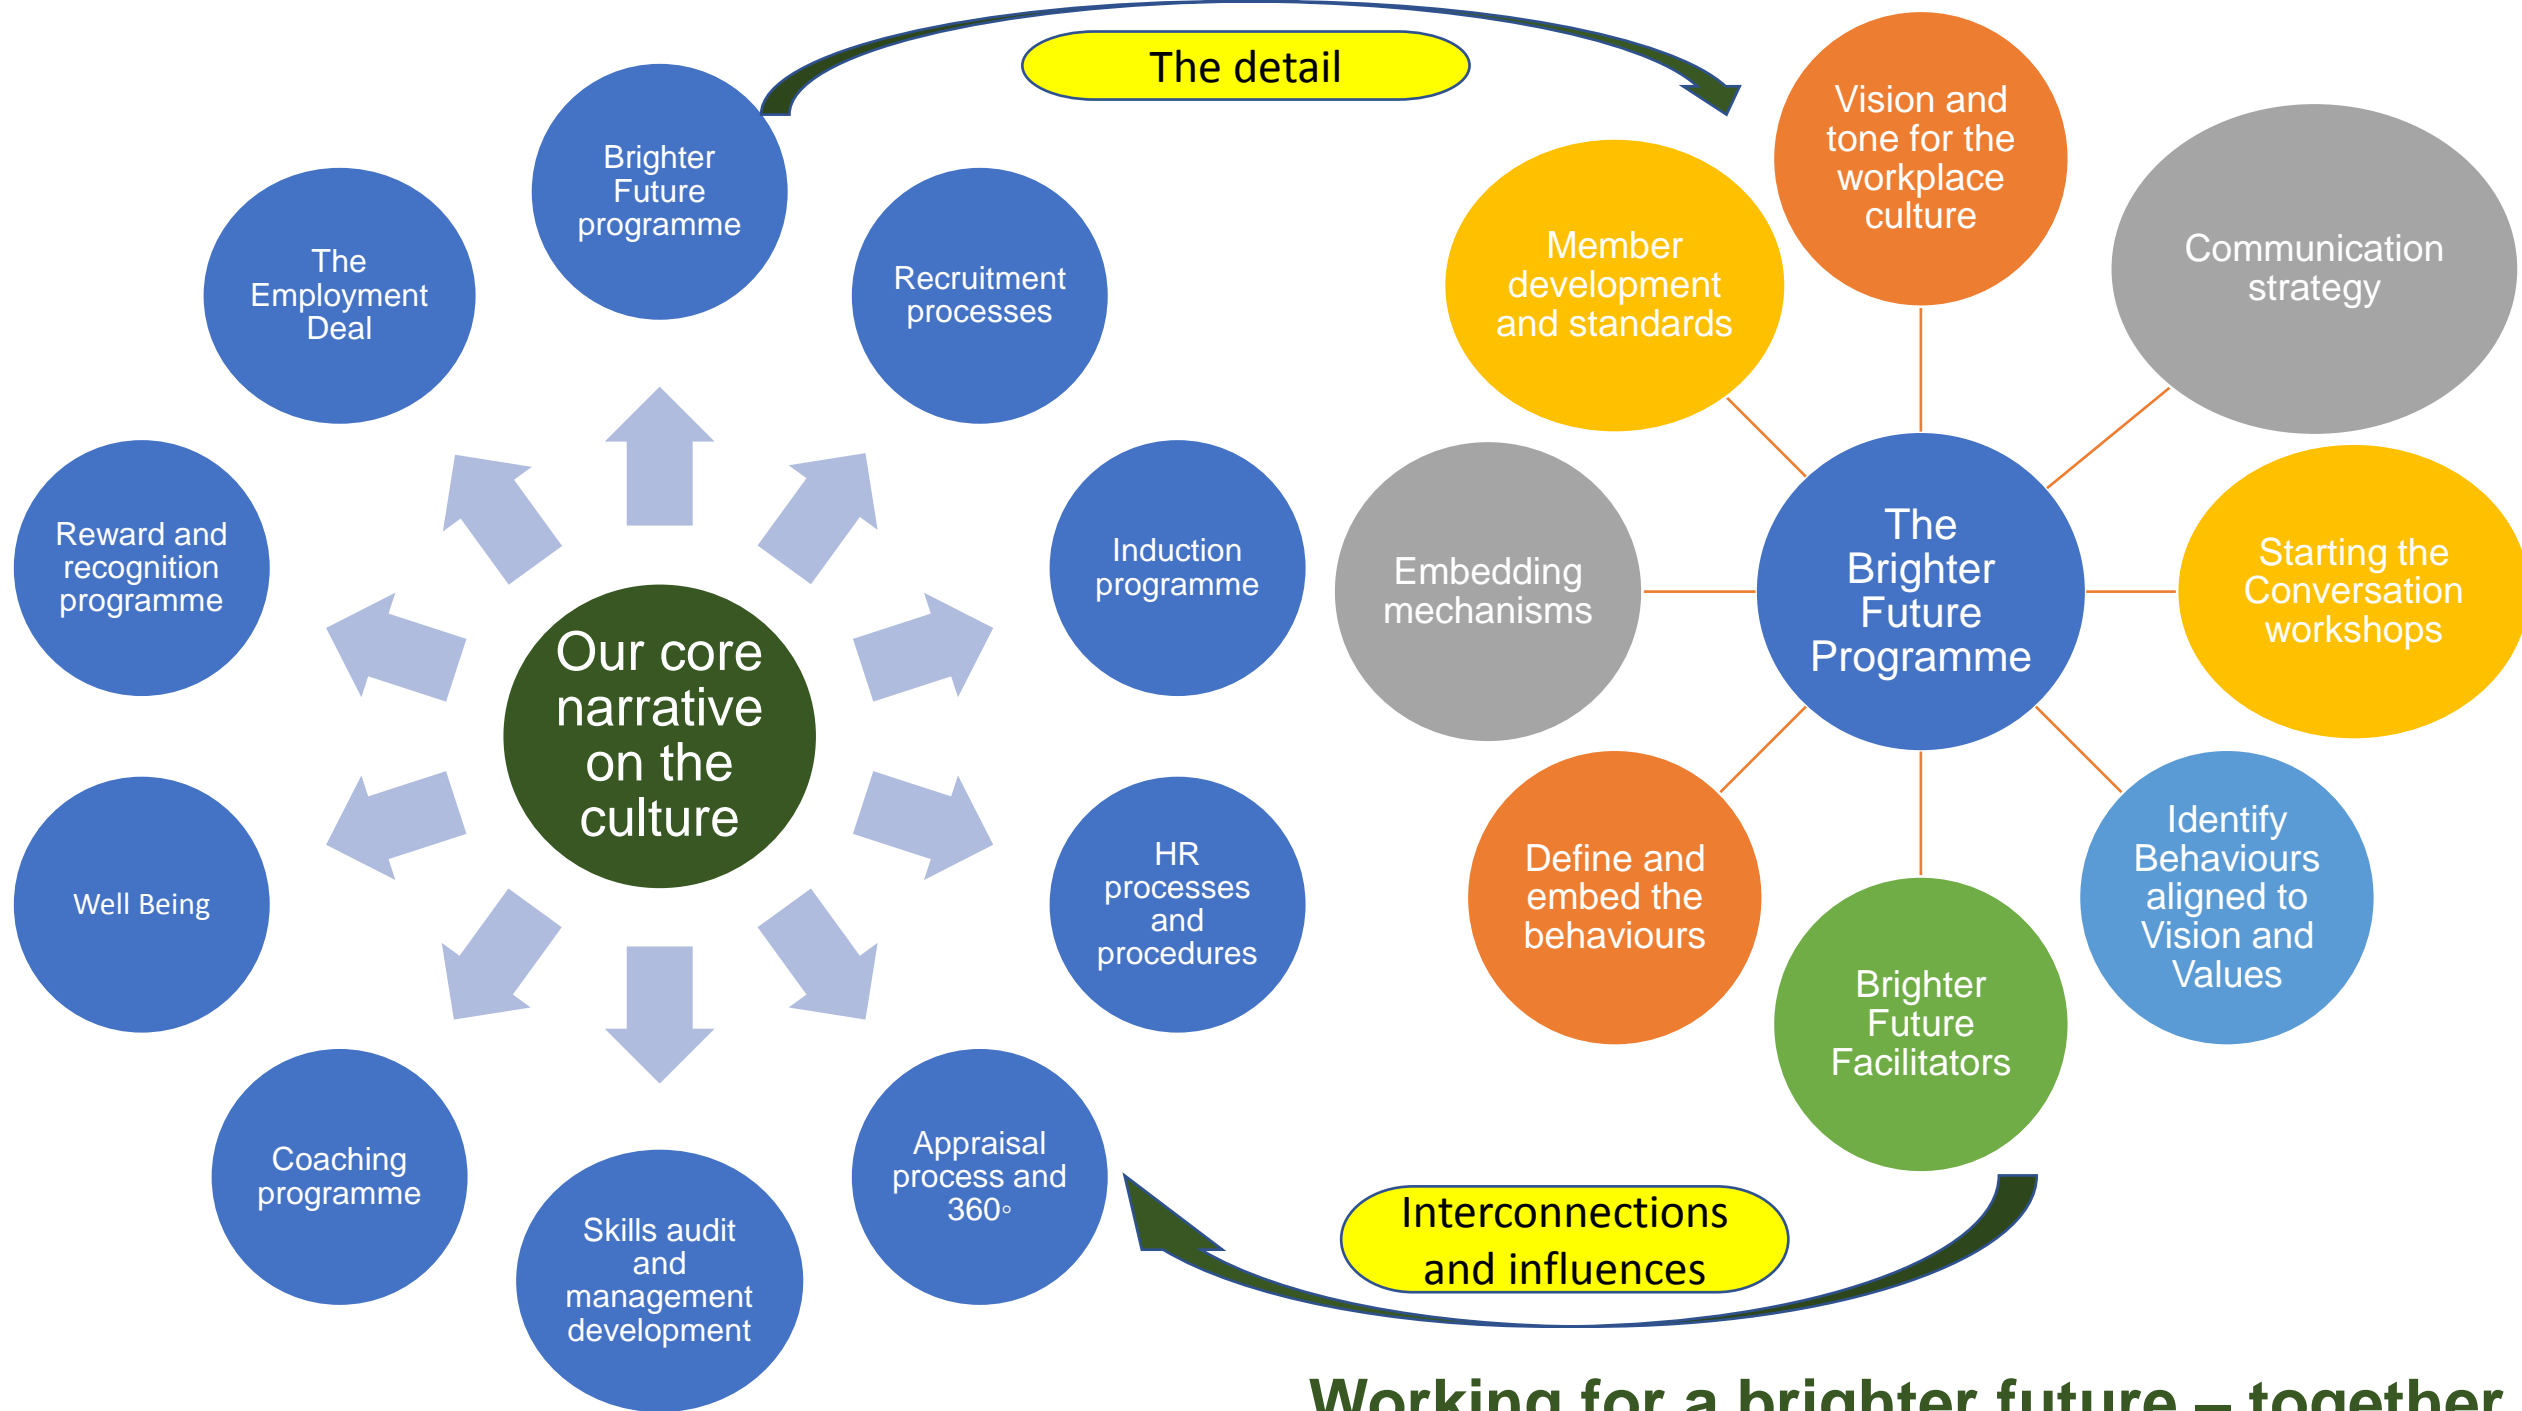 The detail
Brighter
Future
programme
Recruitment
processes
Induction
programme
HR
processes
and
procedures
Appraisal
process and
360°
Skills audit
and
management
development
Coaching
programme
Well Being
Reward and
recognition
programme
The
Employment
Deal
Our core
narrative
on the
culture
Vision and
tone for the
workplace
culture
Communication
strategy
Starting the
Conversation
workshops
Identify
Behaviours
aligned to
Vision and
Values
Brighter
Future
Facilitators
Define and
embed the
behaviours
Embedding
mechanisms
Member
development
and standards
The
Brighter
Future
Programme
Interconnections
and influences
Working for a brighter future – together